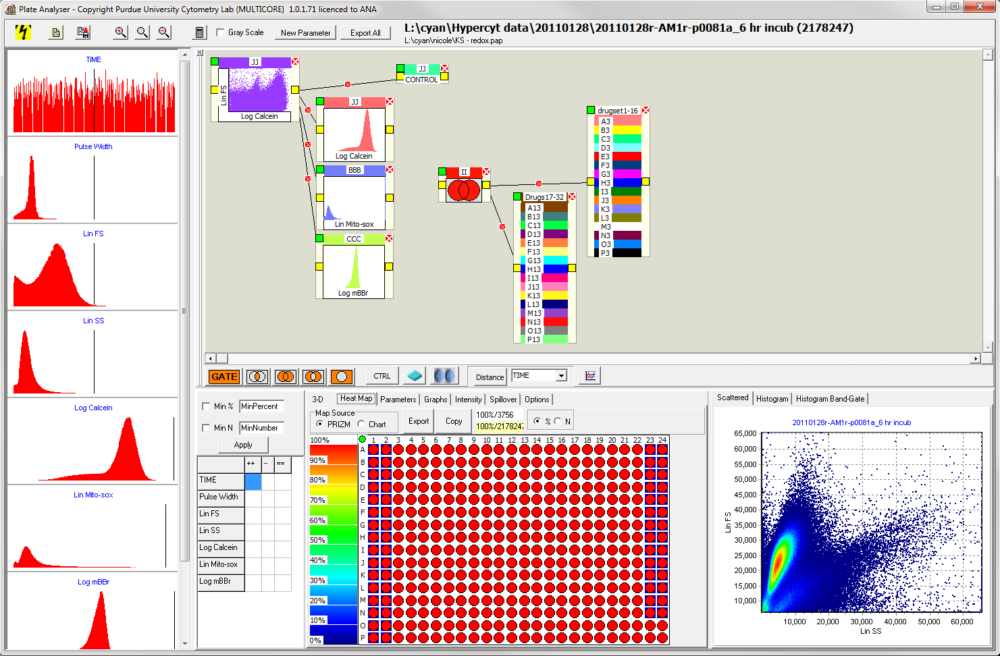 Plate Analyser - Copyright Purdue University Cytometry Lab (MULTICORE}  1.0.1.71 licenced to ANA
Gray Scale
New Parameter
Export All
L:\cyan\Hypercyt data\20110128\20110128r-AM1r-p0081a_6 hr incub (2178247)
L:\cyan\nicole\KS - redox.pap
TIME
Pulse Width
Lin FS
Lin SS
Log Calcein
Lin Mito-sox
Log mBBr
JJ
Lin FS
Log Calcein
JJ
CONTROL
JJ
Log Calcein
BBB
Lin Mito-sox
CCC
Log mBBr
II
Drugs17-32
A13
B13
C13
D13
E13
F13
G13
H13
I13
J13
K13
L13
M13
N13
O13
P13
drugset1-16
A3
B3
C3
D3
E3
F3
G3
H3
I3
J3
K3
L3
M3
N3
O3
P3
GATE
CTRL
Distance
TIME
Min %
MinPercent
Min N
MinNumber
Apply
++ -- ==
TIME
Pulse Width
Lin FS
Lin SS
Log Calcein
Lin Mito-sox
Log mBBr
3-D Heat Map Parameters Graphs Intensity Spillover Options
Map Source
PRIZM Chart
Export
Copy
100%/3756
100%/2178247
% N
100%
90%
80%
70%
60%
50%
40%
30%
20%
10%
0%
1 2 3 4 5 6 7 8 9 10 11 12 13 14 15 16 17 18 19 20 21 22 23 24
A
B
C
D
E
F
G
H
I
J
K
L
M
N
O
P
Scattered Histogram Histogram Band-Gate
20110128r-AM1r-p0081a_6 hr incub
65,000
60,000
55,000
50,000
45,000
40,000
35,000
30,000
25,000
20,000
15,000
10,000
Lin FS
10,000 20,000 30,000 40,000 50,000 60,000
Lin SS